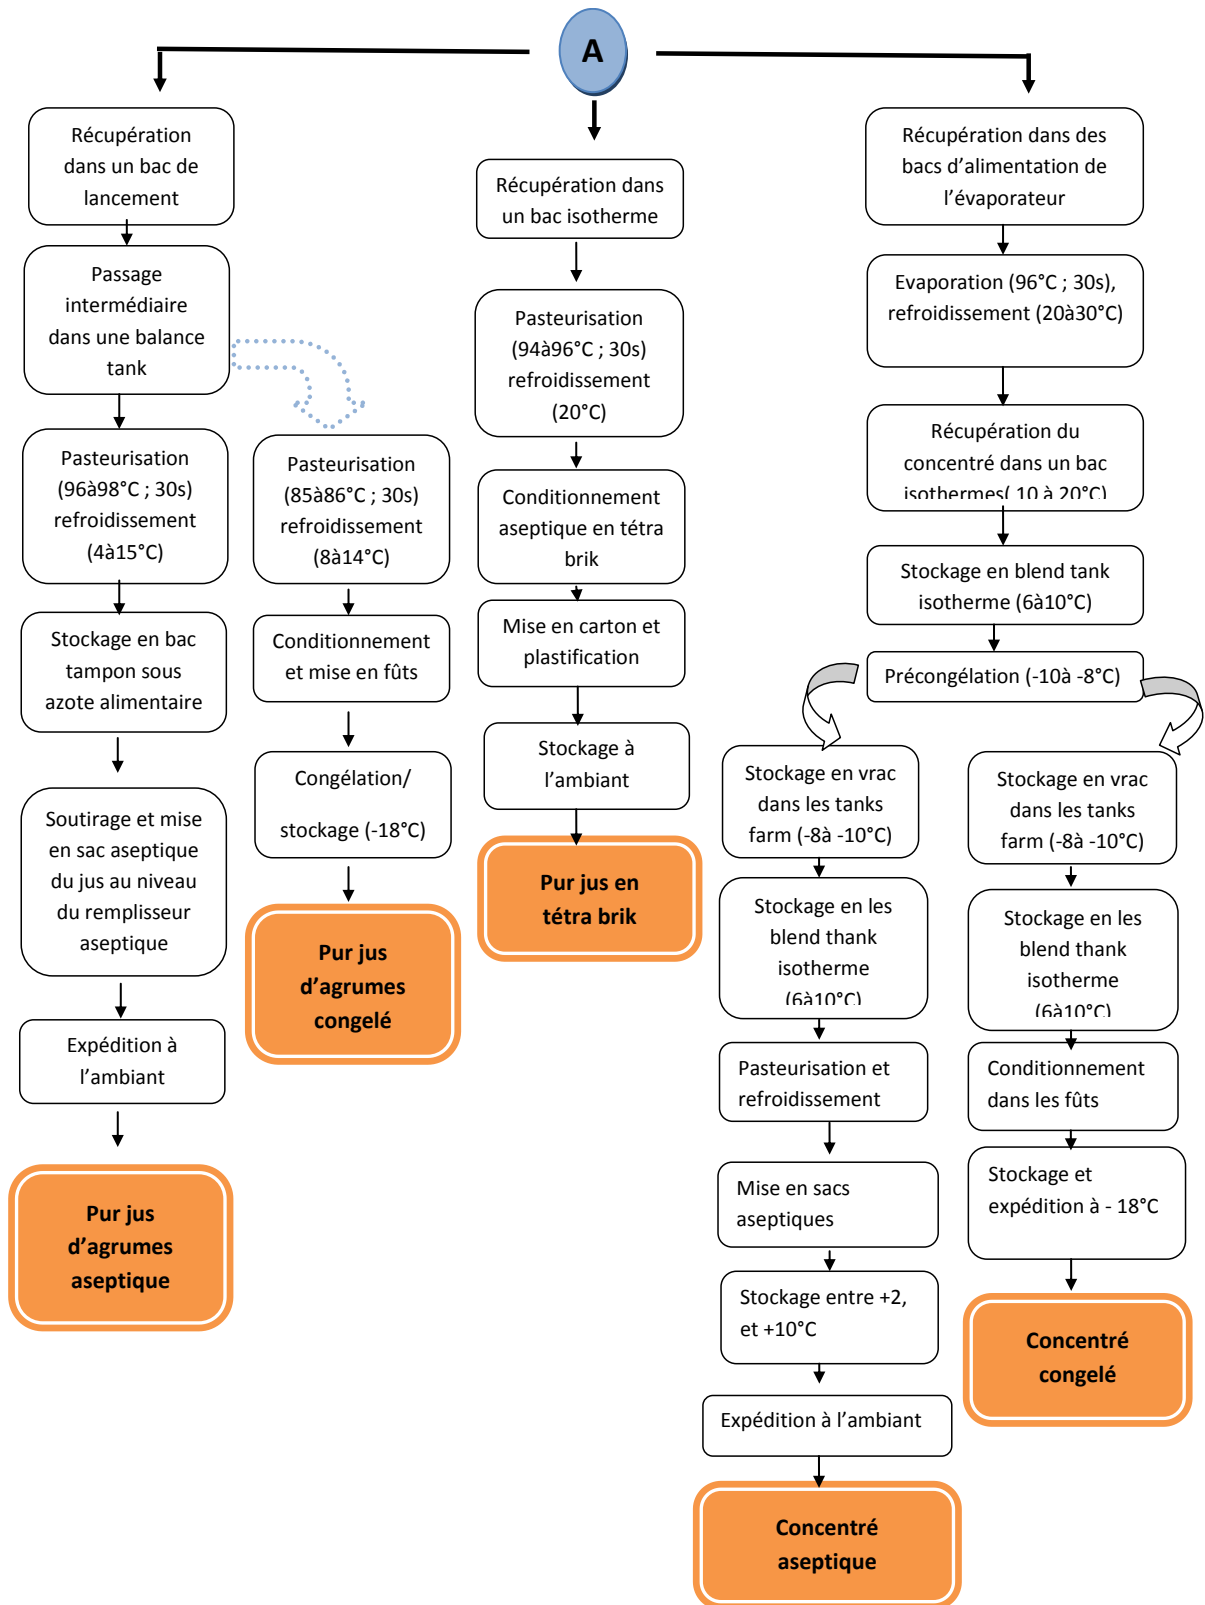 A
Récupération
dans un bac de
lancement
Passage
intermédiaire
dans une balance
tank
Pasteurisation
(96à98°C ; 30s)
refroidissement
(4à15°C)
Stockage en bac
tampon sous
azote alimentaire
Soutirage et mise
en sac aseptique
du jus au niveau
du remplisseur
aseptique
Expédition à
l’ambiant
Pur jus
d’agrumes
aseptique
Pasteurisation
(85à86°C ; 30s)
refroidissement
(8à14°C)
Conditionnement
et mise en fûts
Congélation/
stockage (-18°C)
Pur jus
d’agrumes
congelé
Récupération dans
un bac isotherme
Pasteurisation
(94à96°C ; 30s)
refroidissement
(20°C)
Conditionnement
aseptique en tétra
brik
Mise en carton et
plastification
Stockage à
l’ambiant
Pur jus en
tétra brik
Récupération dans des
bacs d’alimentation de
l’évaporateur
Evaporation (96°C ; 30s),
refroidissement (20à30°C)
Récupération du
concentré dans un bac
isothermes( 10 à 20°C)
Stockage en blend tank
isotherme (6à10°C)
Précongélation (-10à -8°C)
Stockage en vrac
dans les tanks
farm (-8à -10°C)
Stockage en les
blend thank
isotherme
(6à10°C)
Pasteurisation et
refroidissement
Mise en sacs
aseptiques
Stockage entre +2,
et +10°C
Expédition à l’ambiant
Concentré
aseptique
Stockage en vrac
dans les tanks
farm (-8à -10°C)
Stockage en les
blend thank
isotherme
(6à10°C)
Conditionnement
dans les fûts
Stockage et
expédition à - 18°C
Concentré
congelé